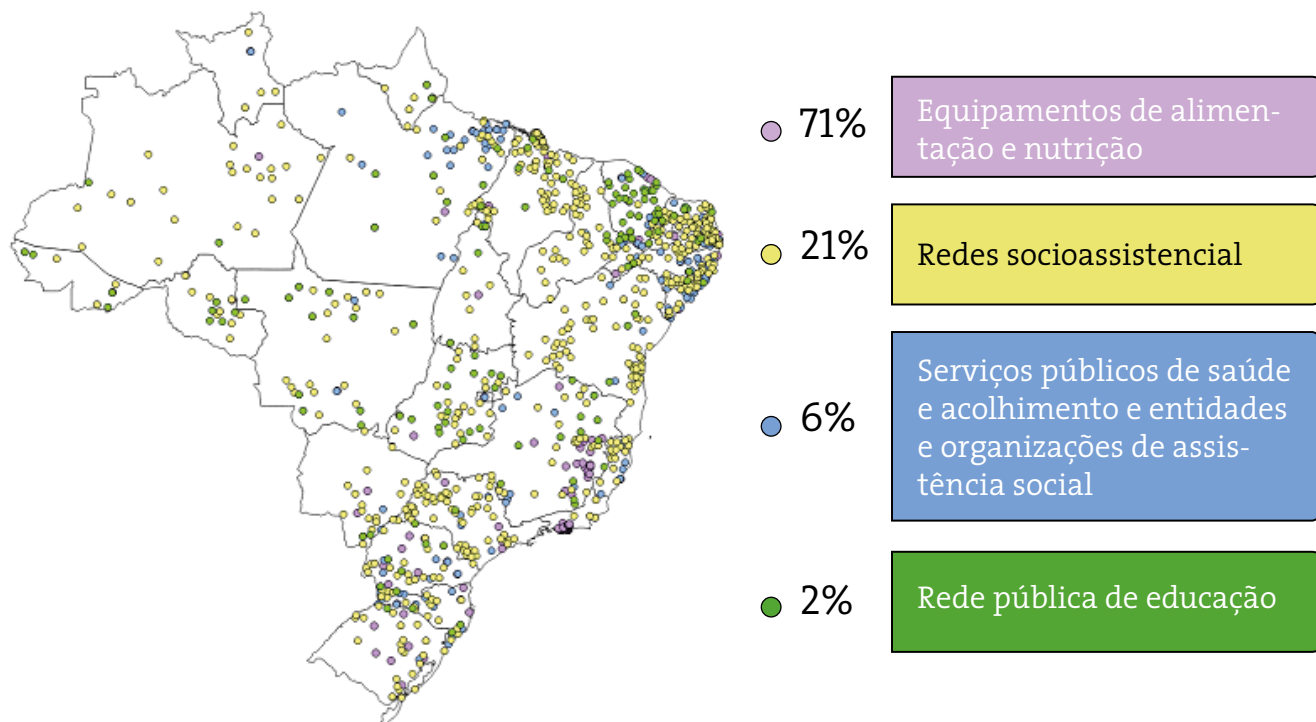 71%
Equipamentos de alimen-
tação e nutrição
21%
Redes socioassistencial
6%
Serviços públicos de saúde
e acolhimento e entidades
e organizações de assis-
tência social
2%
Rede pública de educação